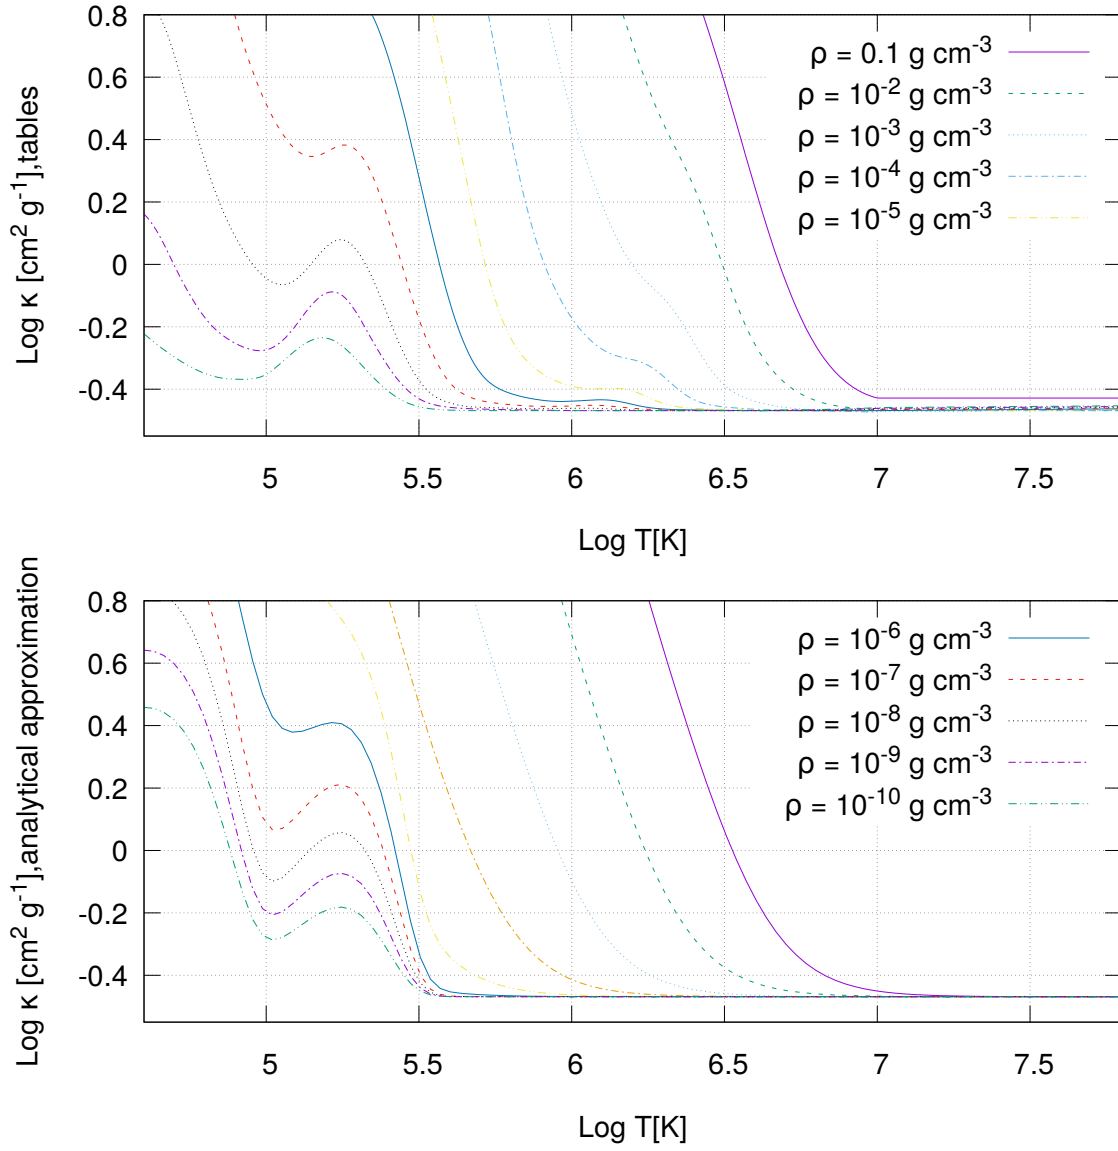 Log κ [cm² g⁻¹],tables
0.8
0.6
0.4
0.2
0
-0.2
-0.4
ρ = 0.1 g cm⁻³
ρ = 10⁻² g cm⁻³
ρ = 10⁻³ g cm⁻³
ρ = 10⁻⁴ g cm⁻³
ρ = 10⁻⁵ g cm⁻³
5 5.5 6 6.5 7 7.5
Log T[K]
Log κ [cm² g⁻¹],analytical approximation
0.8
0.6
0.4
0.2
0
-0.2
-0.4
ρ = 10⁻⁶ g cm⁻³
ρ = 10⁻⁷ g cm⁻³
ρ = 10⁻⁸ g cm⁻³
ρ = 10⁻⁹ g cm⁻³
ρ = 10⁻¹⁰ g cm⁻³
5 5.5 6 6.5 7 7.5
Log T[K]